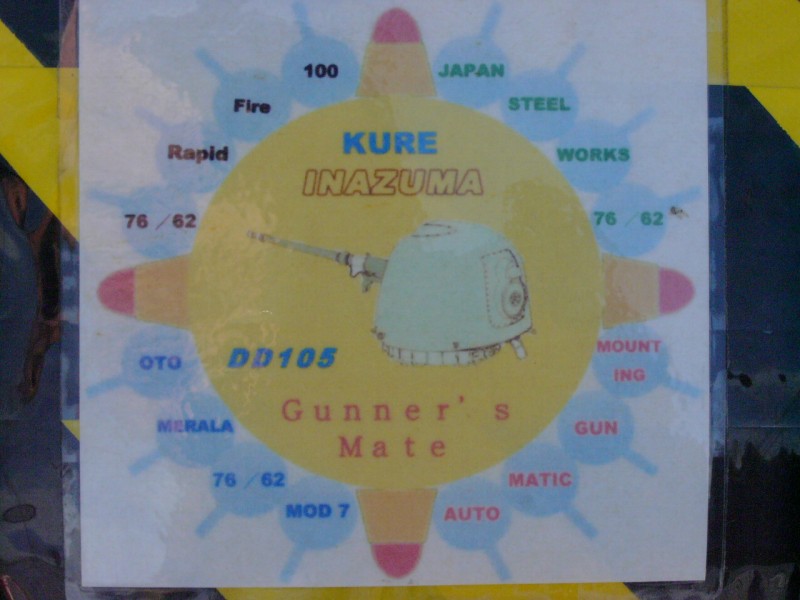 100
JAPAN
Fire
STEEL
KURE
Rapid
WORKS
INAZUMA
76／62
76／62
MOUNT
ING
OTO
DD105
Gunner's
Mate
MERALA
GUN
76／62
MATIC
MOD 7
AUTO